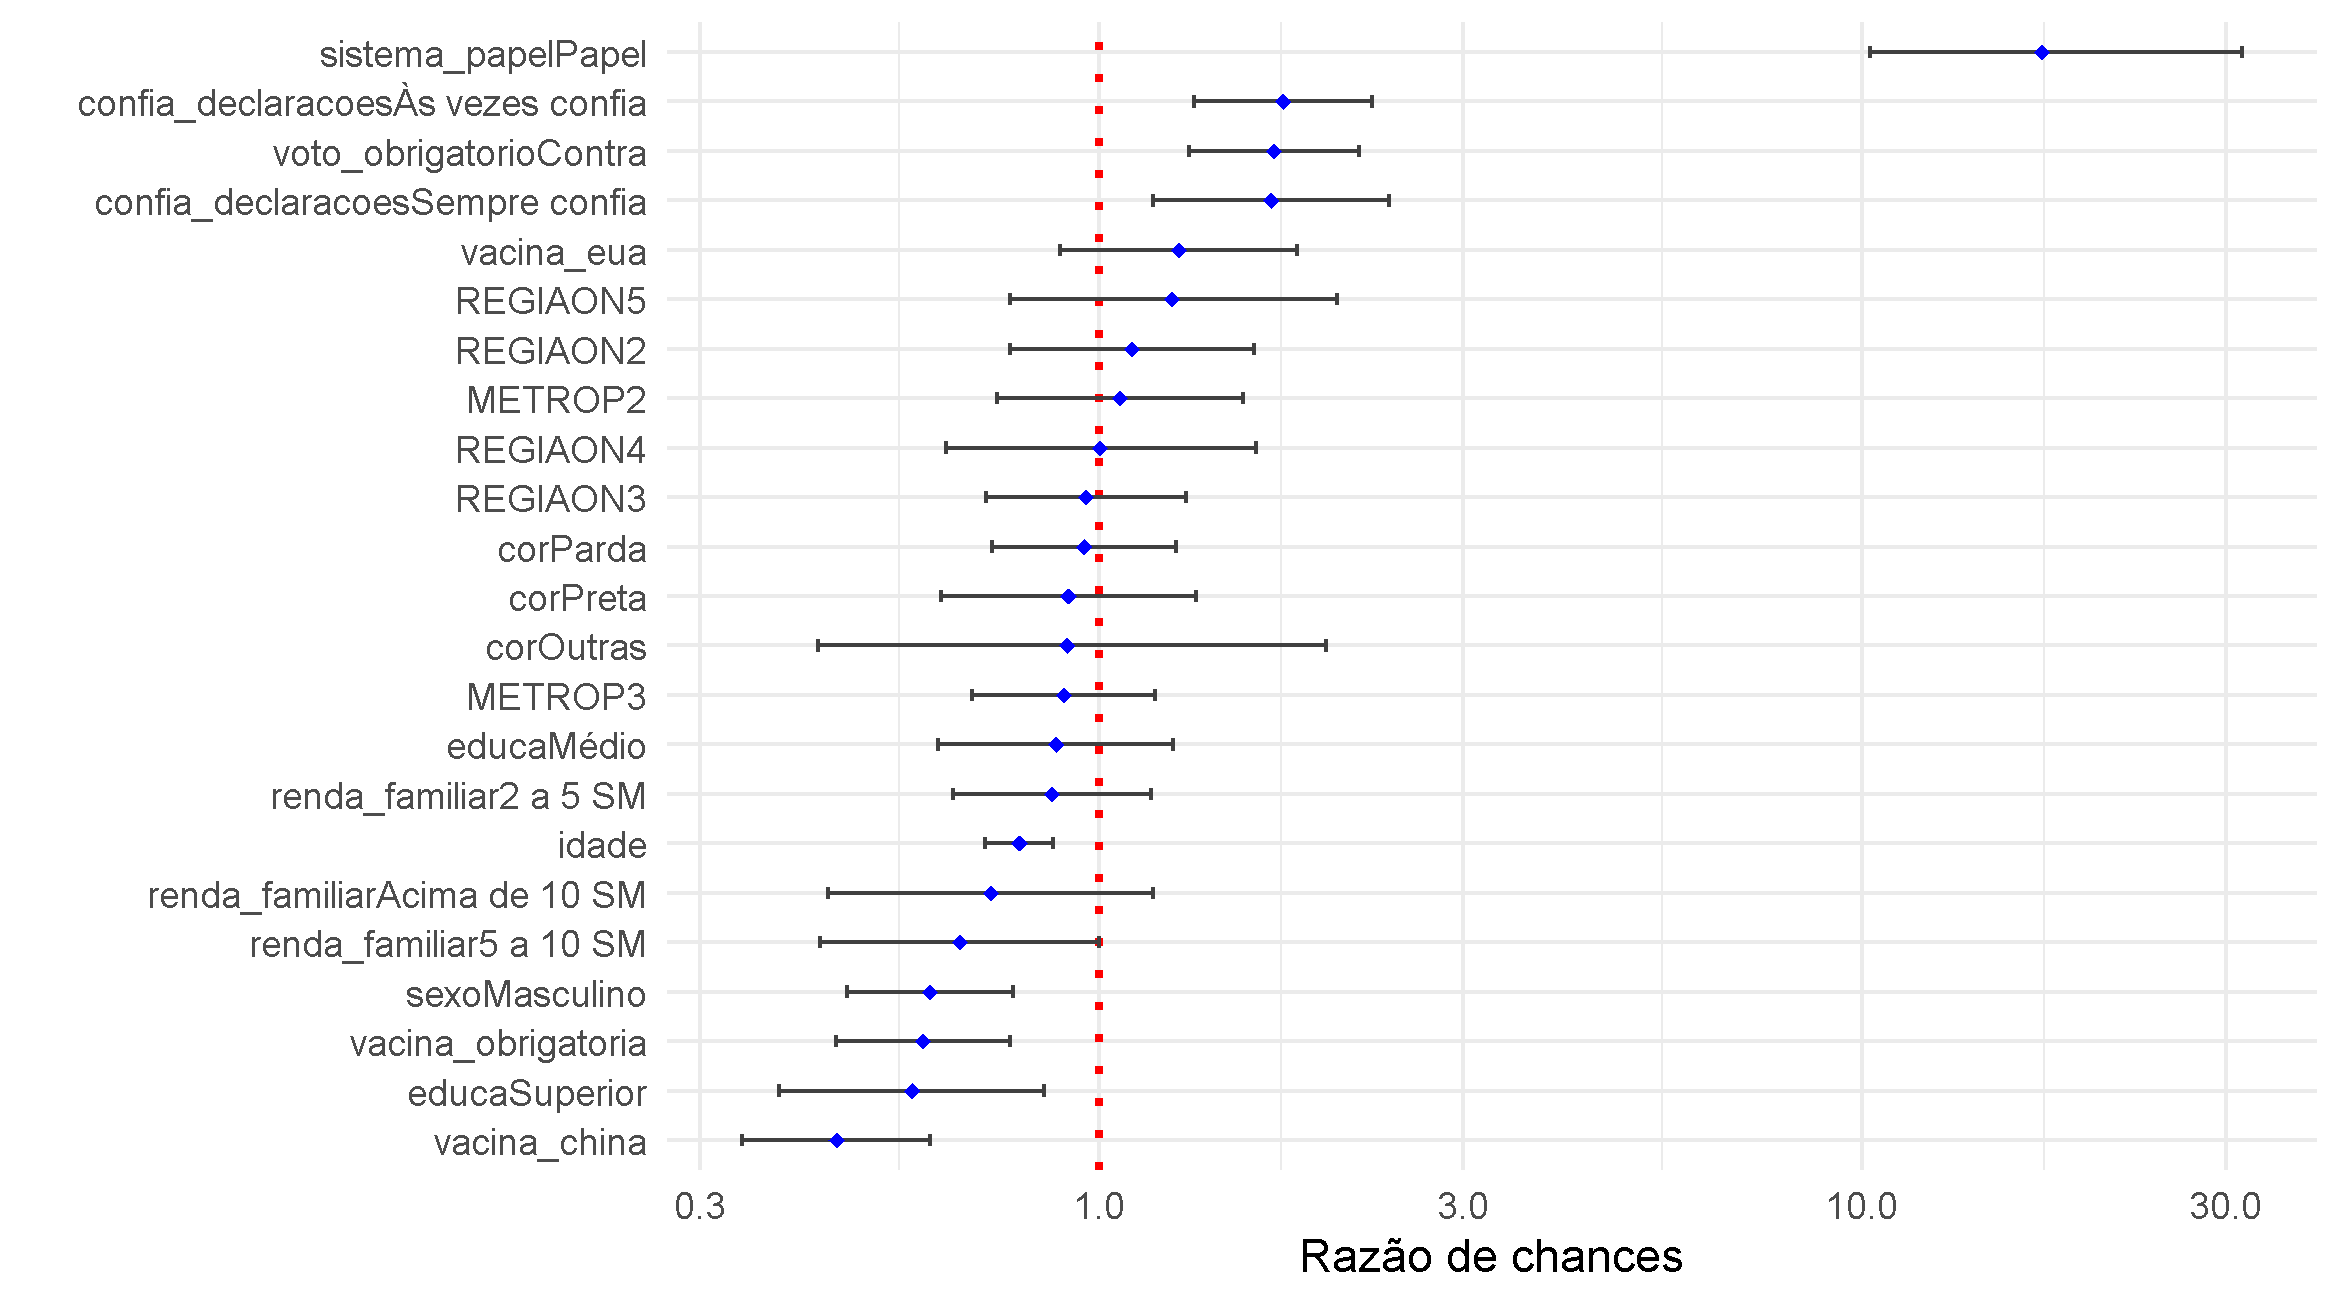 sistema_papelPapel
confia_declaracoesÀs vezes confia
voto_obrigatorioContra
confia_declaracoesSempre confia
vacina_eua
REGIAON5
REGIAON2
METROP2
REGIAON4
REGIAON3
corParda
corPreta
corOutras
METROP3
educaMédio
renda_familiar2 a 5 SM
idade
renda_familiarAcima de 10 SM
renda_familiar5 a 10 SM
sexoMasculino
vacina_obrigatoria
educaSuperior
vacina_china
0.3 1.0 3.0 10.0 30.0
Razão de chances